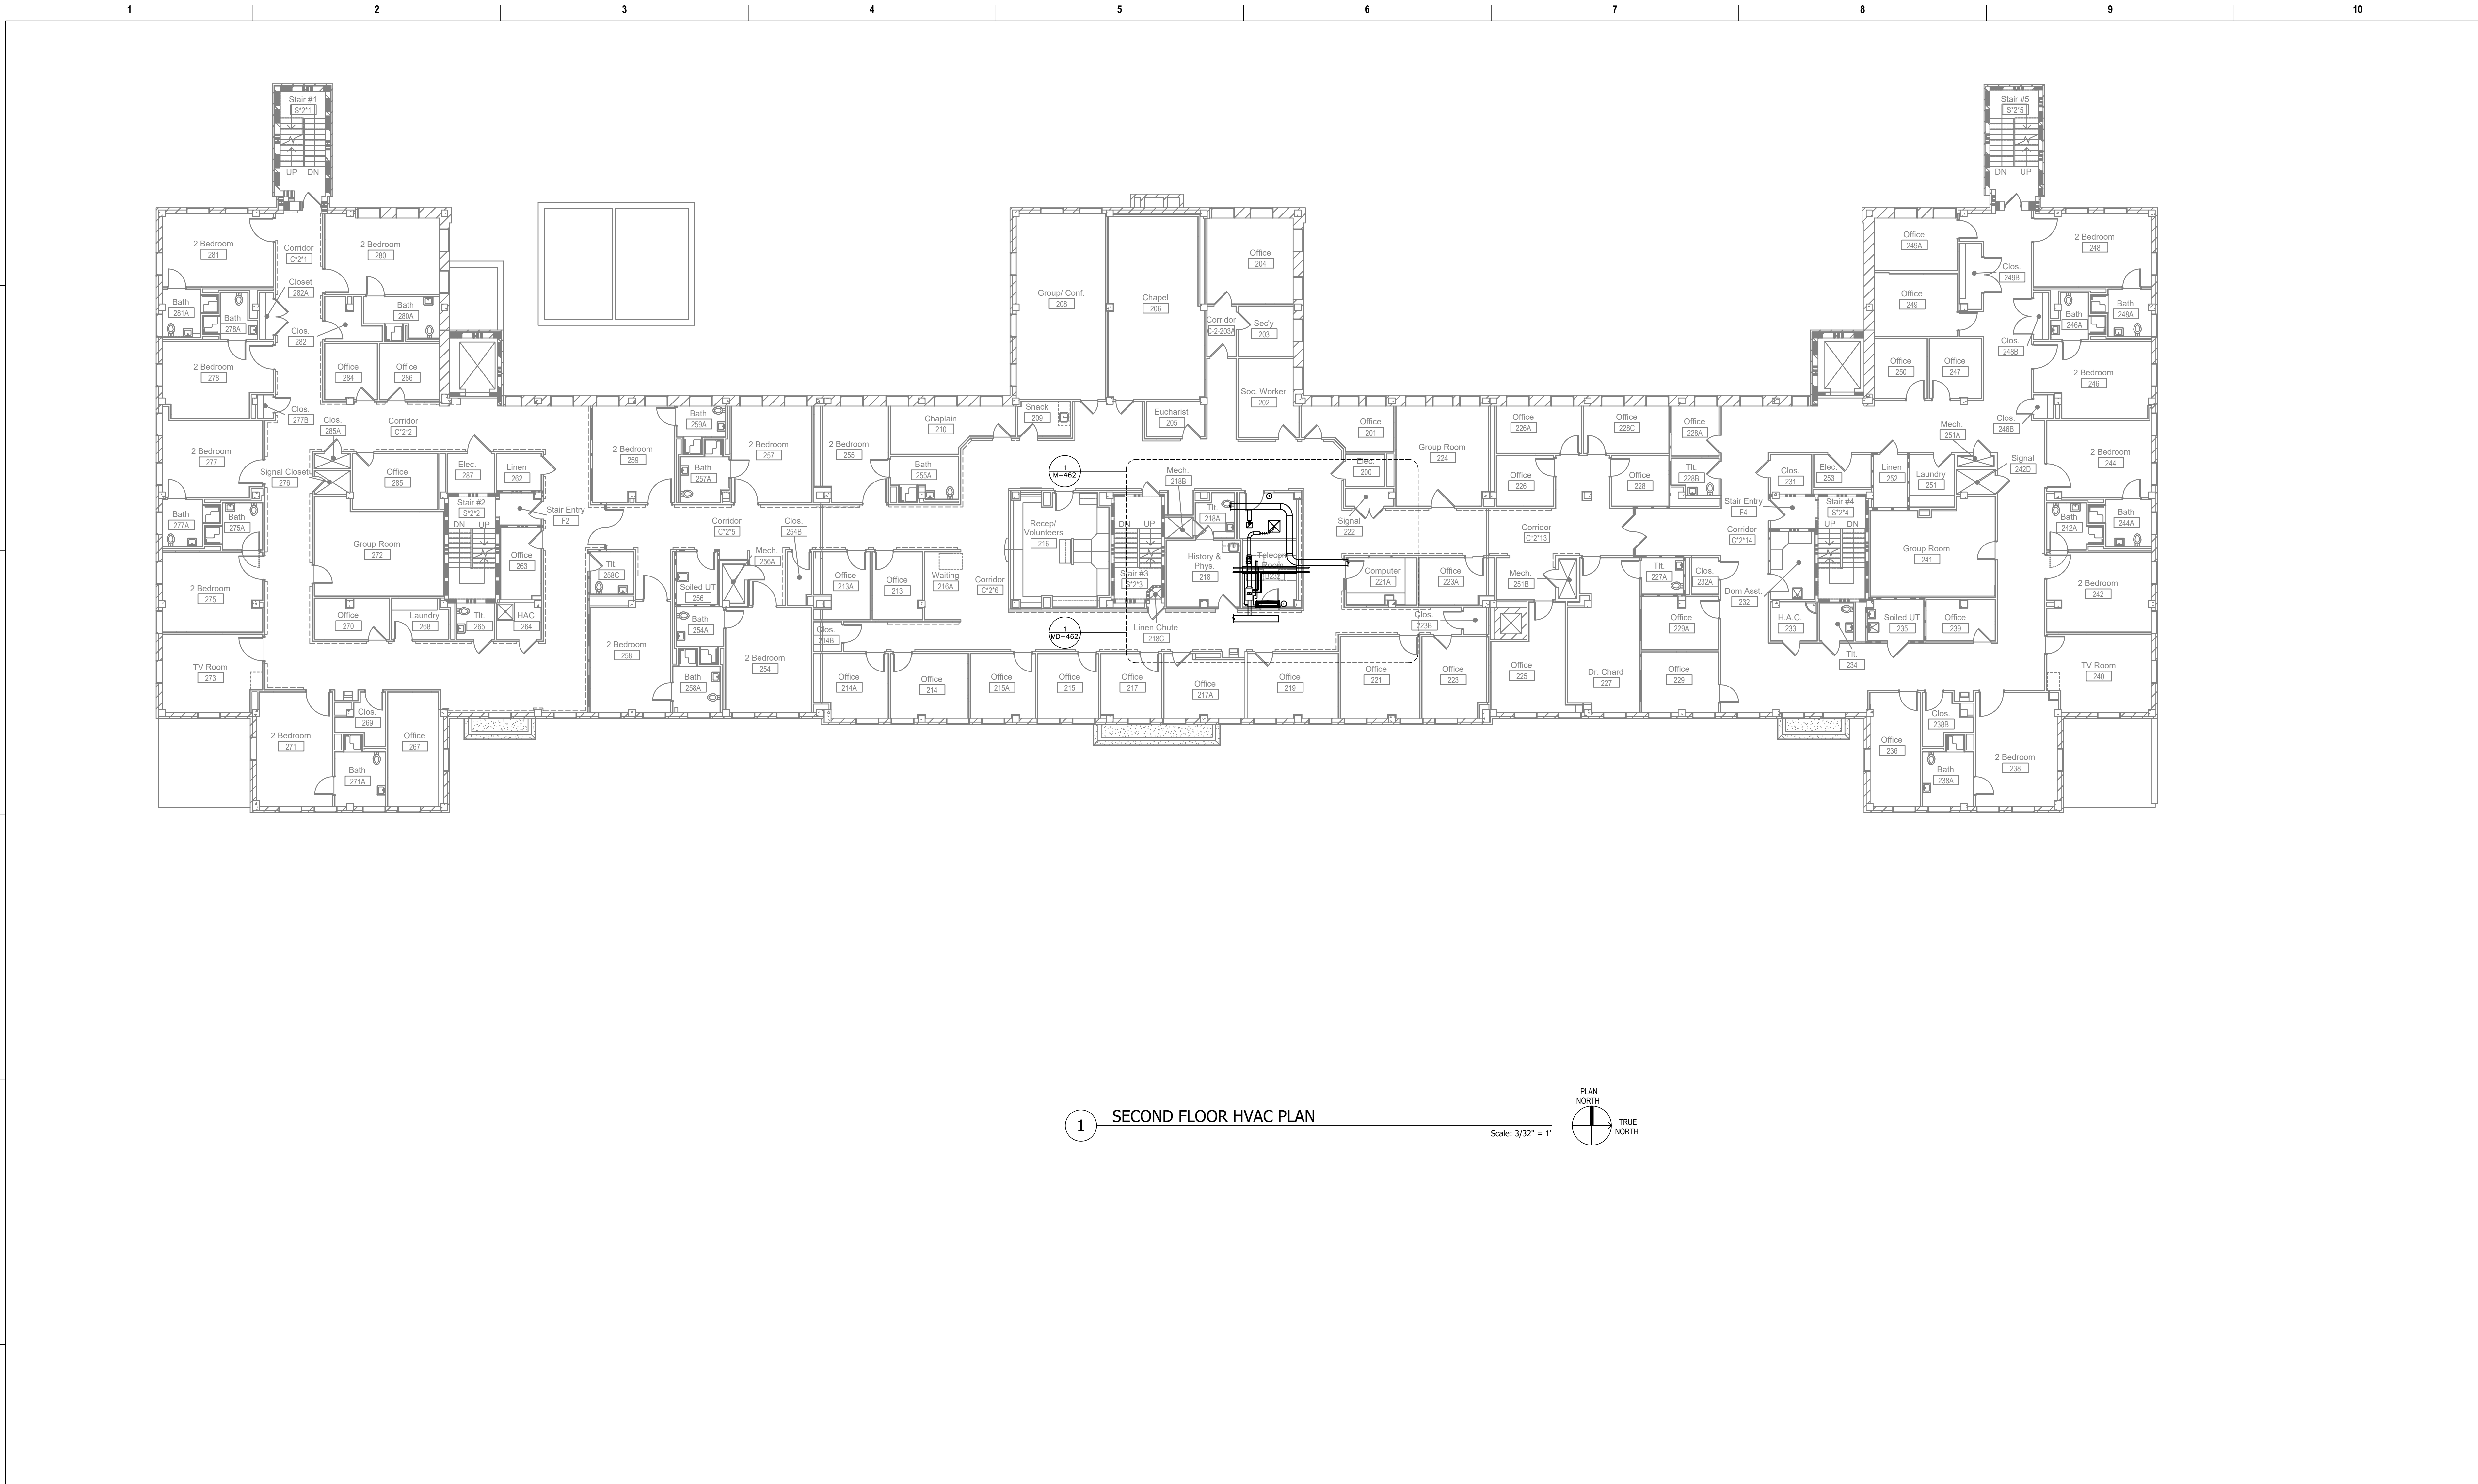 1 2 3 4 5 6 7 8 9 10
Stair #1
S*2*1
UP DN
Stair #5
S*2*5
DN UP
2 Bedroom
281
Corridor
C*2*1
2 Bedroom
280
Closet
282A
Bath
281A
Bath
278A
Clos.
282
Bath
280A
2 Bedroom
278
Office
284
Office
286
Clos.
277B
Clos.
285A
Corridor
C*2*2
2 Bedroom
277
Signal Closet
276
Office
285
Elec.
287
Linen
262
Stair #2
S*2*2
DN UP
Stair Entry
F2
Bath
277A
Bath
275A
Group Room
272
Office
263
2 Bedroom
275
Office
270
Laundry
268
Tlt.
265
HAC
264
TV Room
273
2 Bedroom
271
Clos.
269
Office
267
Bath
271A
2 Bedroom
259
Bath
259A
Bath
257A
2 Bedroom
257
2 Bedroom
255
Chaplain
210
Bath
255A
Corridor
C*2*5
Clos.
254B
Mech.
256A
Tlt.
258C
Soiled UT
256
Bath
254A
2 Bedroom
258
Bath
258A
2 Bedroom
254
Office
213A
Office
213
Waiting
216A
Corridor
C*2*6
Clos.
214B
Office
214A
Office
214
Office
215A
Office
215
Office
217
Office
217A
Office
219
Office
221
Office
223
Group/ Conf.
208
Chapel
206
Office
204
Corridor
C-2-203A
Sec'y
203
Soc. Worker
202
Snack
209
Eucharist
205
Office
201
Elec.
200
Signal
222
Group Room
224
1
M-462
1
MD-462
Mech.
218B
Recep/
Volunteers
216
DN UP
Stair #3
S*2*3
Tlt.
218A
History &
Phys.
218
Telecom
Room
B232
Linen Chute
218C
Computer
221A
Office
223A
Clos.
223B
Office
226A
Office
228C
Office
228A
Office
226
Office
228
Tlt.
228B
Corridor
C*2*13
Mech.
251B
Tlt.
227A
Clos.
232A
Office
229A
Office
225
Dr. Chard
227
Office
229
Office
249A
Clos.
249B
2 Bedroom
248
Office
249
Bath
246A
Bath
248A
Clos.
248B
Office
250
Office
247
2 Bedroom
246
Clos.
246B
Mech.
251A
Signal
242D
2 Bedroom
244
Clos.
231
Elec.
253
Linen
252
Laundry
251
Stair Entry
F4
Stair #4
S*2*4
UP DN
Corridor
C*2*14
Bath
242A
Bath
244A
Group Room
241
Dom Asst.
232
2 Bedroom
242
H.A.C.
233
Soiled UT
235
Office
239
Tlt.
234
TV Room
240
Office
236
Clos.
238B
2 Bedroom
238
Bath
238A
1
SECOND FLOOR HVAC PLAN
Scale: 3/32" = 1'
PLAN
NORTH
TRUE
NORTH